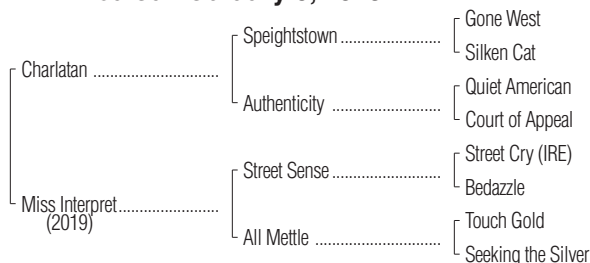 Gone West
Speightstown
Silken Cat
Charlatan
Quiet American
Authenticity
Court of Appeal
Street Cry (IRE)
Street Sense
Bedazzle
Miss Interpret
(2019)
Touch Gold
All Mettle
Seeking the Silver